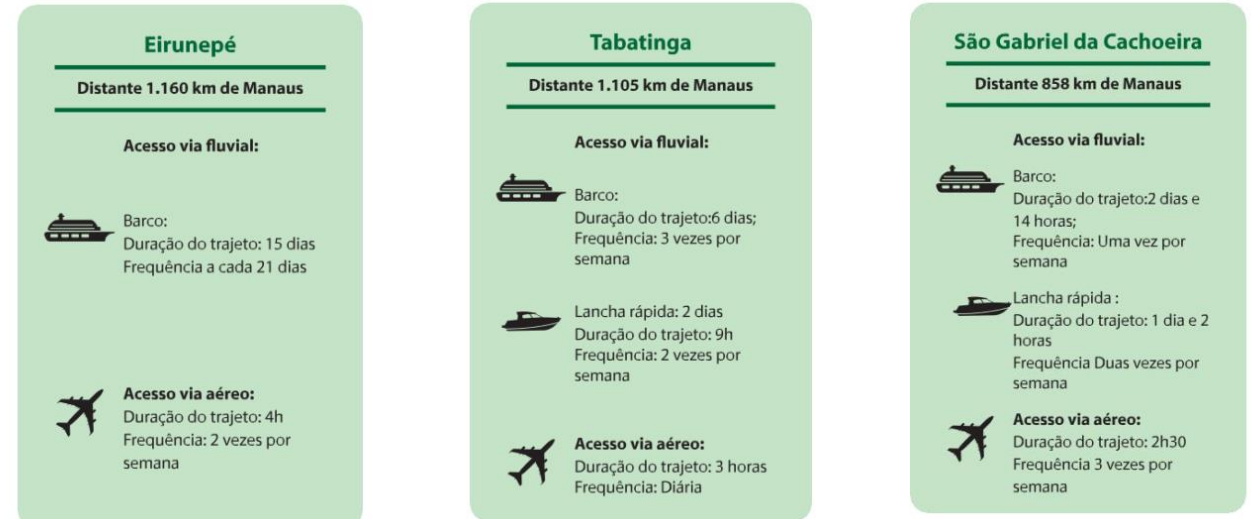 Eirunepé
Distante 1.160 km de Manaus
Acesso via fluvial:
Barco:
Duração do trajeto: 15 dias
Frequência a cada 21 dias
Acesso via aéreo:
Duração do trajeto: 4h
Frequência: 2 vezes por
semana
Tabatinga
Distante 1.105 km de Manaus
Acesso via fluvial:
Barco:
Duração do trajeto:6 dias;
Frequência: 3 vezes por
semana
Lancha rápida: 2 dias
Duração do trajeto: 9h
Frequência: 2 vezes por
semana
Acesso via aéreo:
Duração do trajeto: 3 horas
Frequência: Diária
São Gabriel da Cachoeira
Distante 858 km de Manaus
Acesso via fluvial:
Barco:
Duração do trajeto:2 dias e
14 horas;
Frequência: Uma vez por
semana
Lancha rápida :
Duração do trajeto: 1 dia e 2
horas
Frequência Duas vezes por
semana
Acesso via aéreo:
Duração do trajeto: 2h30
Frequência 3 vezes por
semana